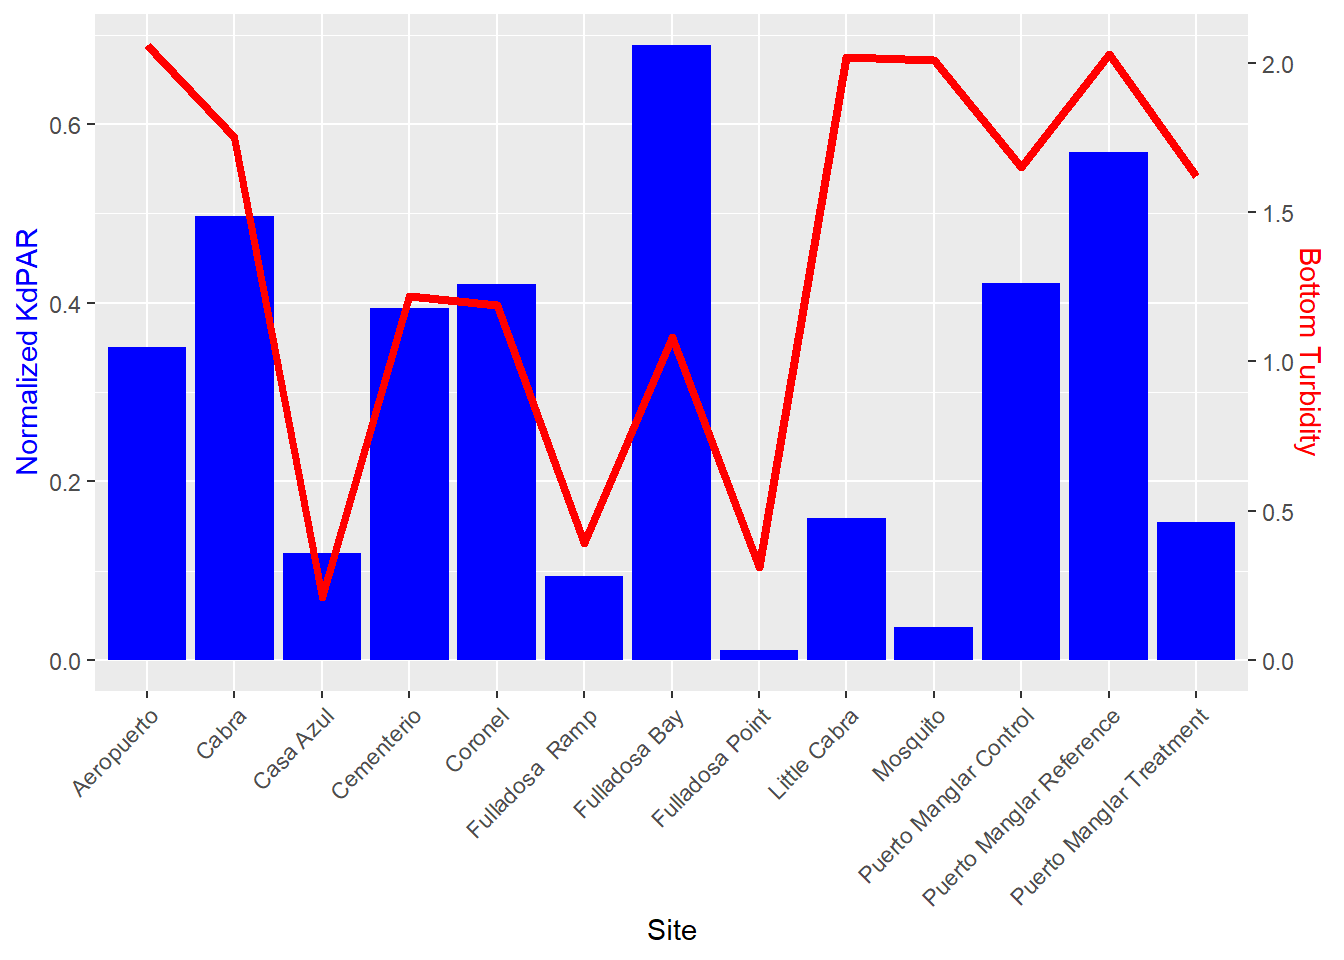 Normalized KdPAR
0.6
0.4
0.2
0.0
2.0
1.5
1.0
0.5
0.0
Bottom Turbidity
Aeropuerto
Cabra
Casa Azul
Cementerio
Coronel
Fulladosa  Ramp
Fulladosa Bay
Fulladosa Point
Little Cabra
Mosquito
Puerto Manglar Control
Puerto Manglar Reference
Puerto Manglar Treatment
Site